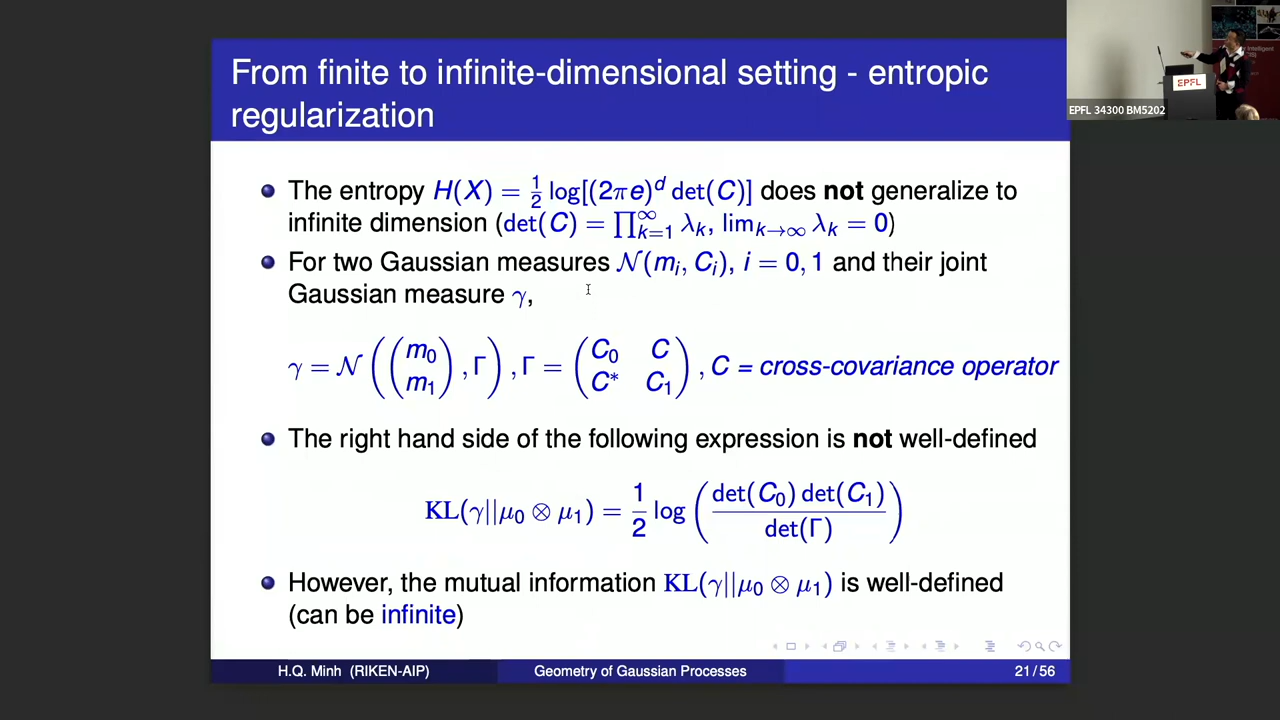 From finite to infinite-dimensional setting - entropic
regularization
The entropy H(X) = 1/2 log[(2πe)^d det(C)] does not generalize to
infinite dimension (det(C) = ∏_{k=1}^∞ λ_k, lim_{k→∞} λ_k = 0)
For two Gaussian measures N(m_i, C_i), i = 0, 1 and their joint
Gaussian measure γ,
γ = N((m_0 m_1), Γ), Γ = (C_0 C C* C_1), C = cross-covariance operator
The right hand side of the following expression is not well-defined
KL(γ||μ_0 ⊗ μ_1) = 1/2 log(det(C_0) det(C_1) / det(Γ))
However, the mutual information KL(γ||μ_0 ⊗ μ_1) is well-defined
(can be infinite)
H.Q. Minh (RIKEN-AIP) Geometry of Gaussian Processes 21 / 56
EPFL
EPFL 34300 BM5202